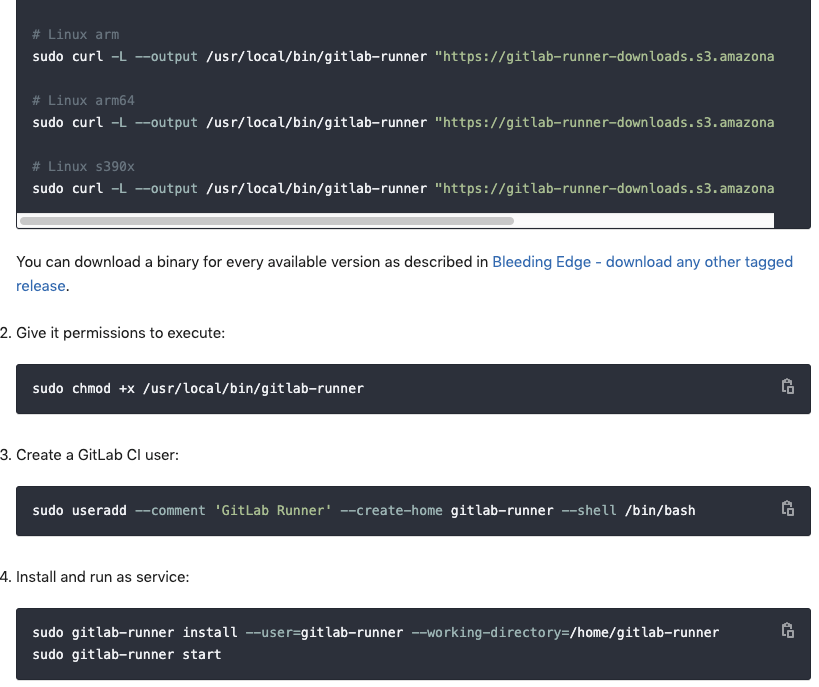 # Linux arm
sudo curl -L --output /usr/local/bin/gitlab-runner "https://gitlab-runner-downloads.s3.amazona
# Linux arm64
sudo curl -L --output /usr/local/bin/gitlab-runner "https://gitlab-runner-downloads.s3.amazona
# Linux s390x
sudo curl -L --output /usr/local/bin/gitlab-runner "https://gitlab-runner-downloads.s3.amazona
You can download a binary for every available version as described in Bleeding Edge - download any other tagged
release.
2. Give it permissions to execute:
sudo chmod +x /usr/local/bin/gitlab-runner
3. Create a GitLab CI user:
sudo useradd --comment 'GitLab Runner' --create-home gitlab-runner --shell /bin/bash
4. Install and run as service:
sudo gitlab-runner install --user=gitlab-runner --working-directory=/home/gitlab-runner
sudo gitlab-runner start